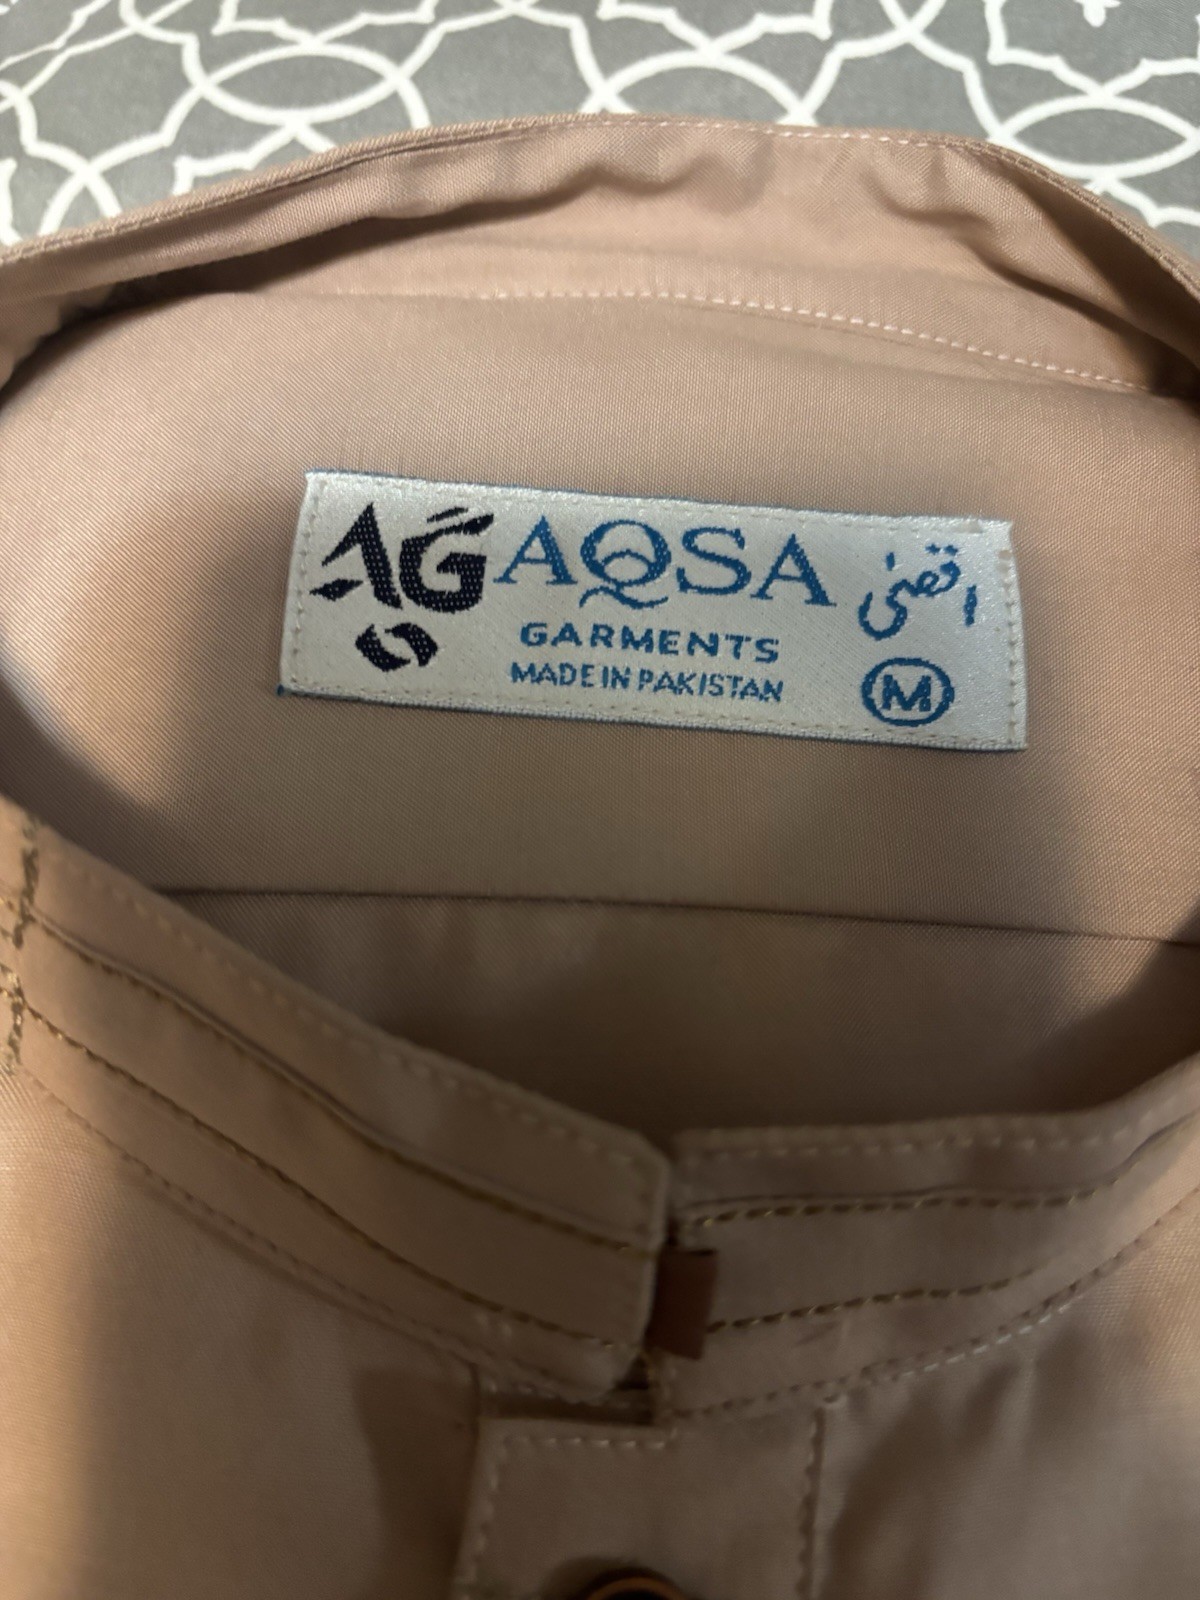 AG AQSA اقصیٰ
GARMENTS
MADE IN PAKISTAN
M